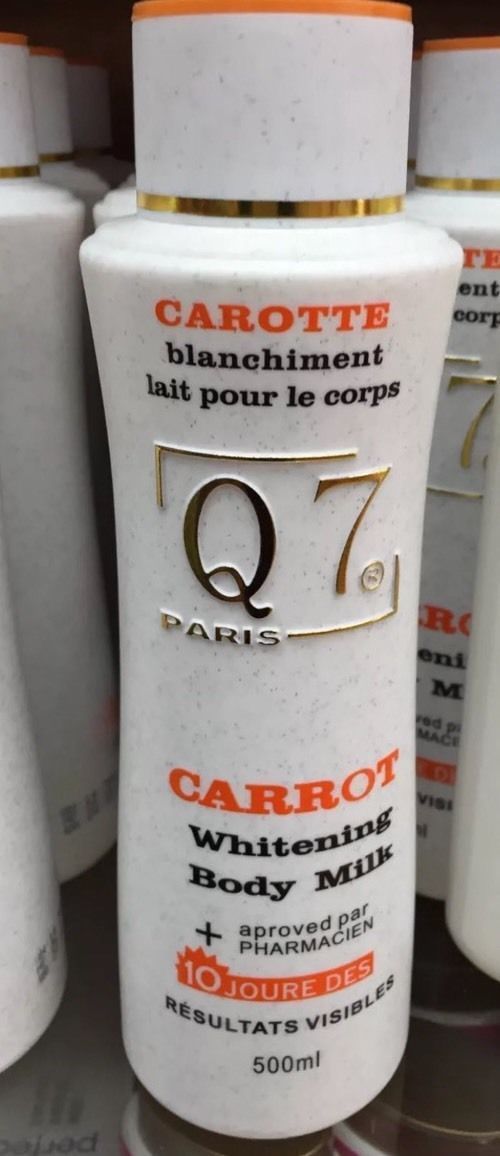 CAROTTE
blanchiment
lait pour le corps
Q7®
PARIS
CARROT
Whitening
Body Milk
+ aproved par
PHARMACIEN
10 JOURE DES
RÉSULTATS VISIBLES
500ml